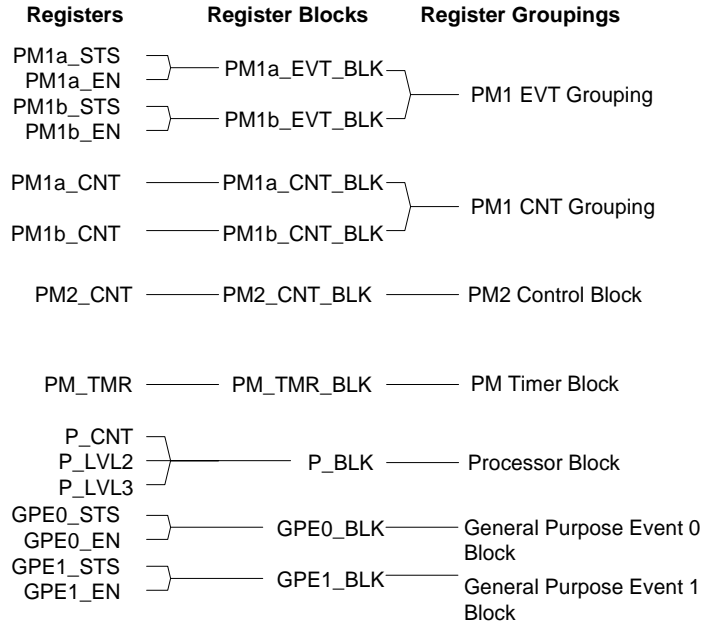 Registers Register Blocks Register Groupings
PM1a_STS
PM1a_EN
PM1a_EVT_BLK
PM1b_STS
PM1b_EN
PM1b_EVT_BLK
PM1 EVT Grouping
PM1a_CNT PM1a_CNT_BLK
PM1b_CNT PM1b_CNT_BLK
PM1 CNT Grouping
PM2_CNT PM2_CNT_BLK PM2 Control Block
PM_TMR PM_TMR_BLK PM Timer Block
P_CNT
P_LVL2
P_LVL3
P_BLK Processor Block
GPE0_STS
GPE0_EN
GPE0_BLK General Purpose Event 0
Block
GPE1_STS
GPE1_EN
GPE1_BLK General Purpose Event 1
Block